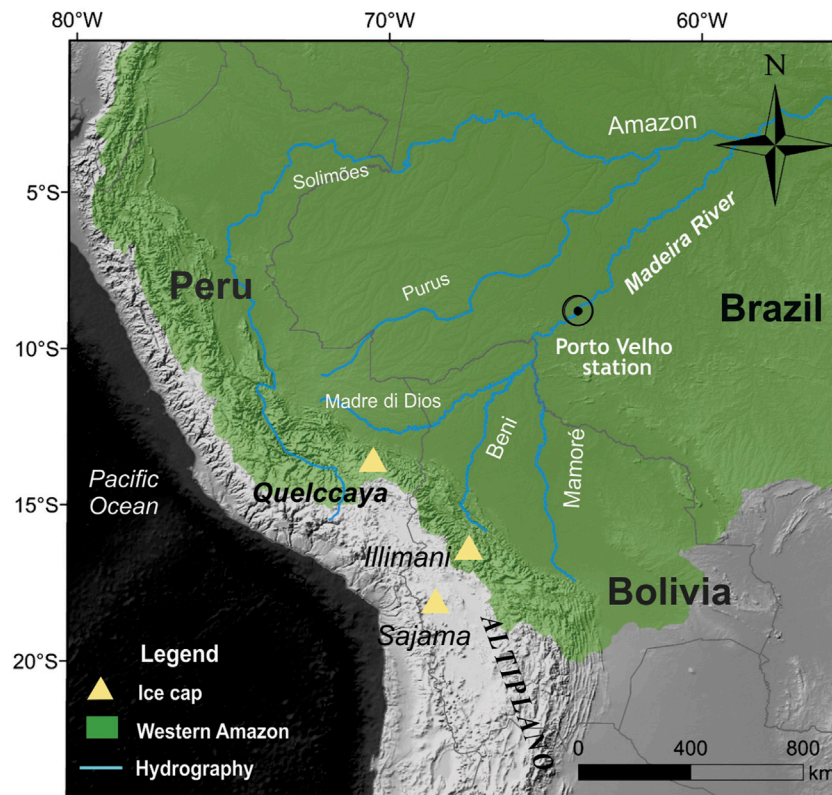 80°W
70°W
60°W
N
Amazon
5°S
Solimões
Madeira River
Peru
Purus
Brazil
10°S
Porto Velho
station
Madre di Dios
Beni
Mamoré
Pacific
Ocean
15°S
Quelccaya
Illimani
Bolivia
Sajama
ALTIPLANO
20°S
Legend
Ice cap
Western Amazon
Hydrography
0 400 800
km